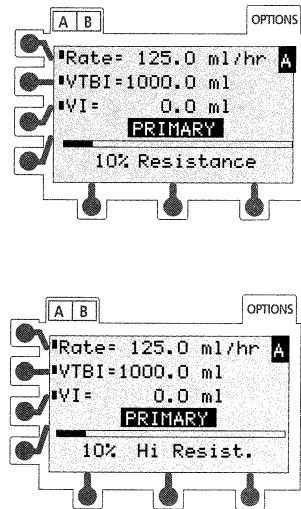 A B OPTIONS
Rate= 125.0 ml/hr A
VTBI=1000.0 ml
VI= 0.0 ml
PRIMARY
10% Resistance
A B OPTIONS
Rate= 125.0 ml/hr A
VTBI=1000.0 ml
VI= 0.0 ml
PRIMARY
10% Hi Resist.